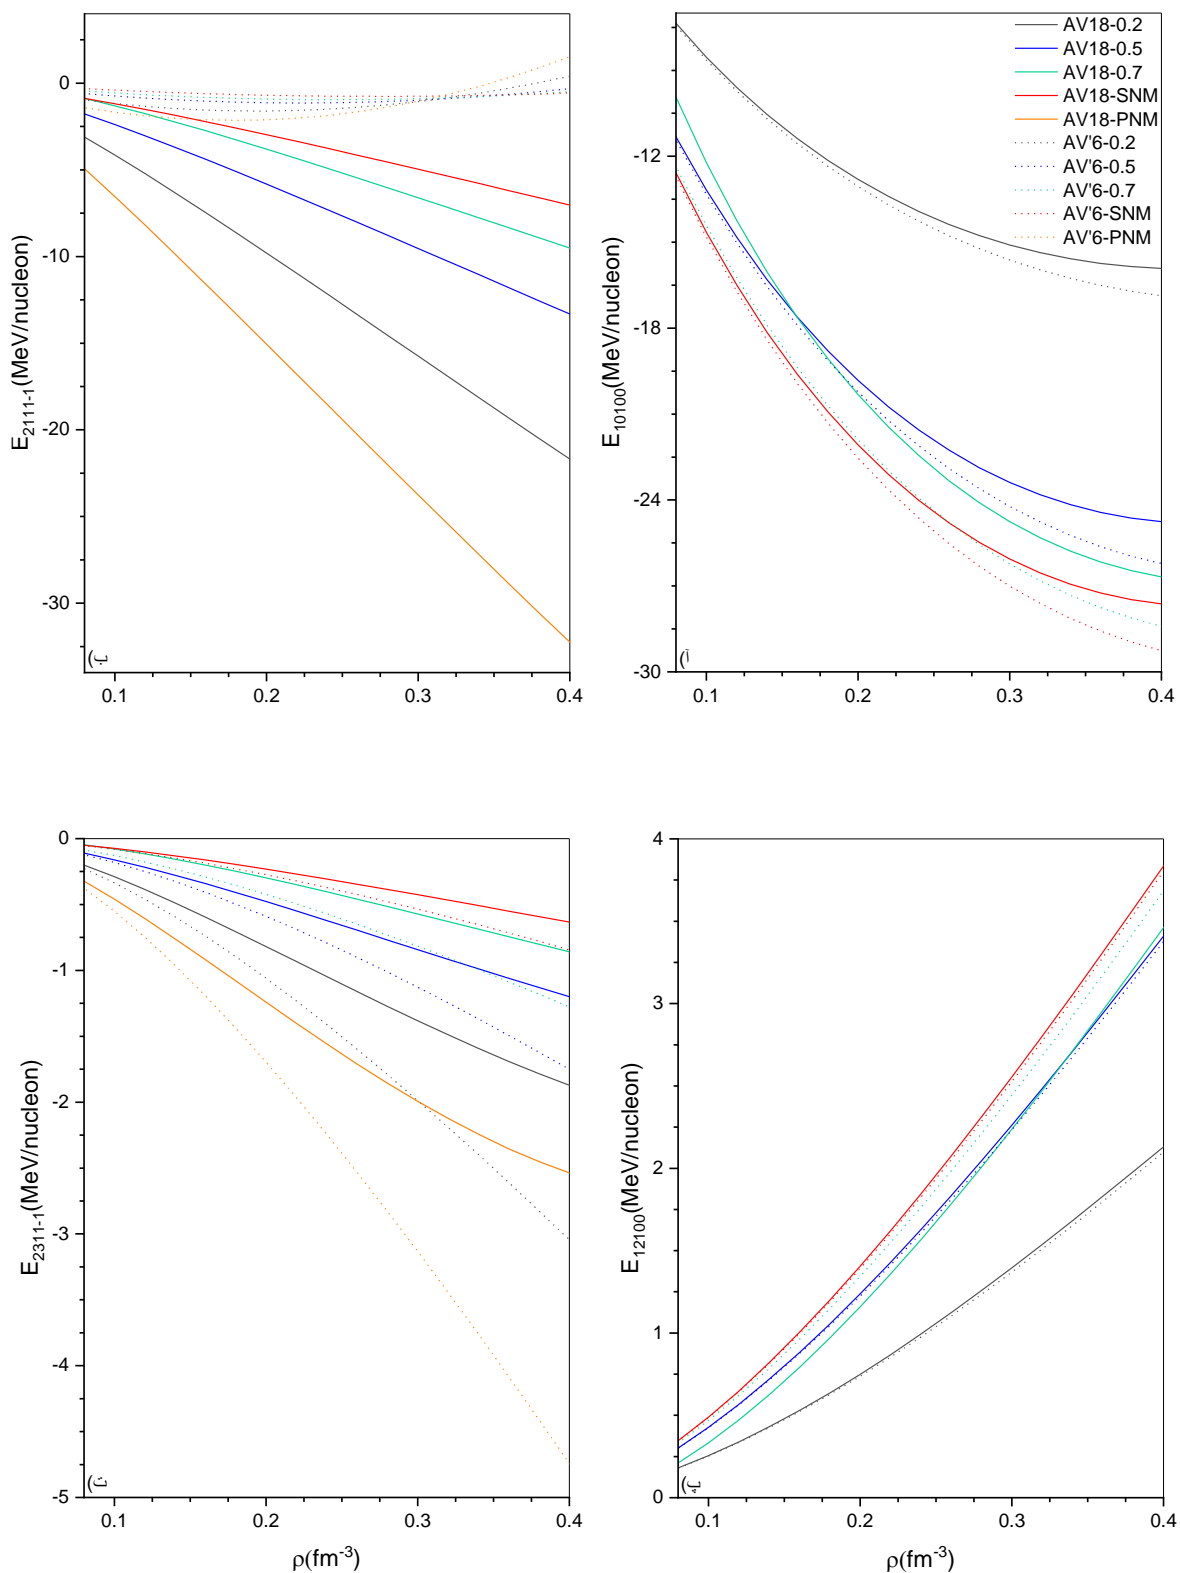 0
-10
-20
-30
0.1 0.2 0.3 0.4
E2111-1(MeV/nucleon)
-12
-18
-24
-30
0.1 0.2 0.3 0.4
E10100(MeV/nucleon)
آ)
AV18-0.2
AV18-0.5
AV18-0.7
AV18-SNM
AV18-PNM
AV'6-0.2
AV'6-0.5
AV'6-0.7
AV'6-SNM
AV'6-PNM
0
-1
-2
-3
-4
-5
0.1 0.2 0.3 0.4
E2311-1(MeV/nucleon)
ρ(fm-3)
4
3
2
1
0
0.1 0.2 0.3 0.4
E12100(MeV/nucleon)
ρ(fm-3)